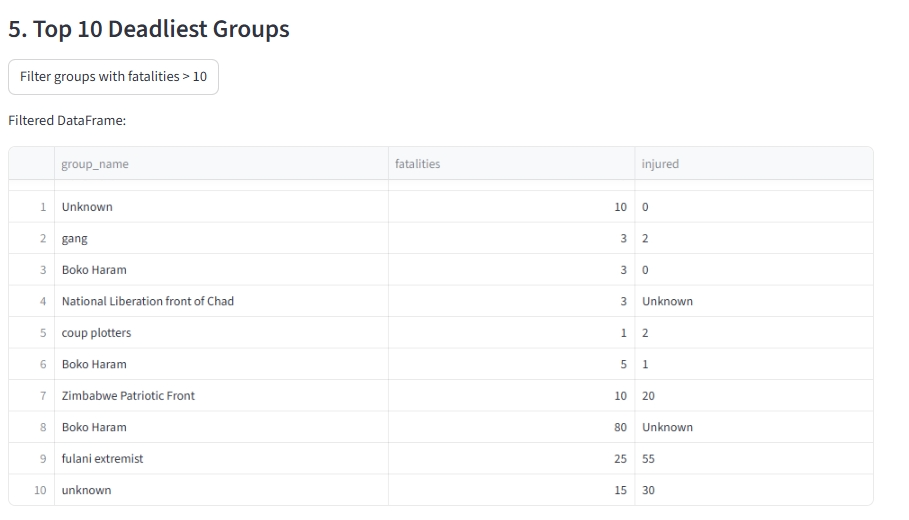 5. Top 10 Deadliest Groups
Filter groups with fatalities > 10
Filtered DataFrame:
group_name fatalities injured
1 Unknown 10 0
2 gang 3 2
3 Boko Haram 3 0
4 National Liberation front of Chad 3 Unknown
5 coup plotters 1 2
6 Boko Haram 5 1
7 Zimbabwe Patriotic Front 10 20
8 Boko Haram 80 Unknown
9 fulani extremist 25 55
10 unknown 15 30